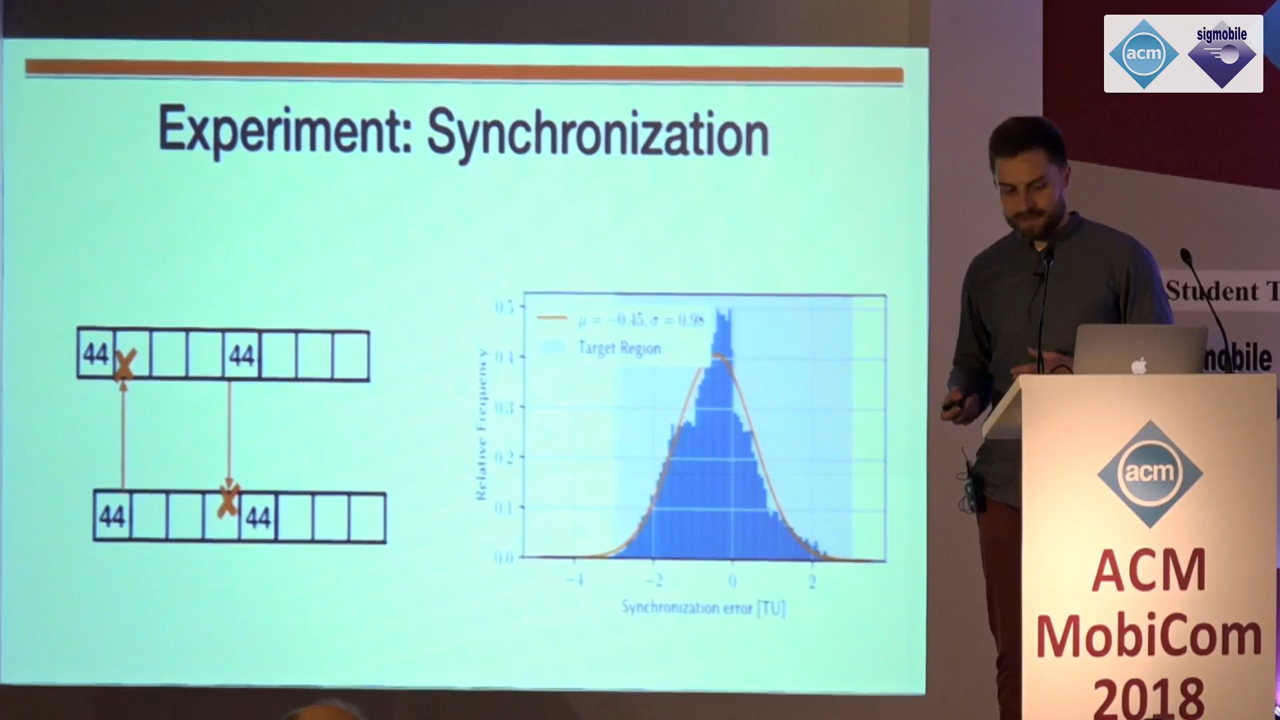 Experiment: Synchronization
44
44
44
44
0.5
0.4
0.3
0.2
0.1
0.0
Relative Frequency
μ = −0.45, σ = 0.98
Target Region
−4
−2
0
2
Synchronization error [TU]
acm
sigmobile
Student T
mobile
acm
ACM
MobiCom
2018